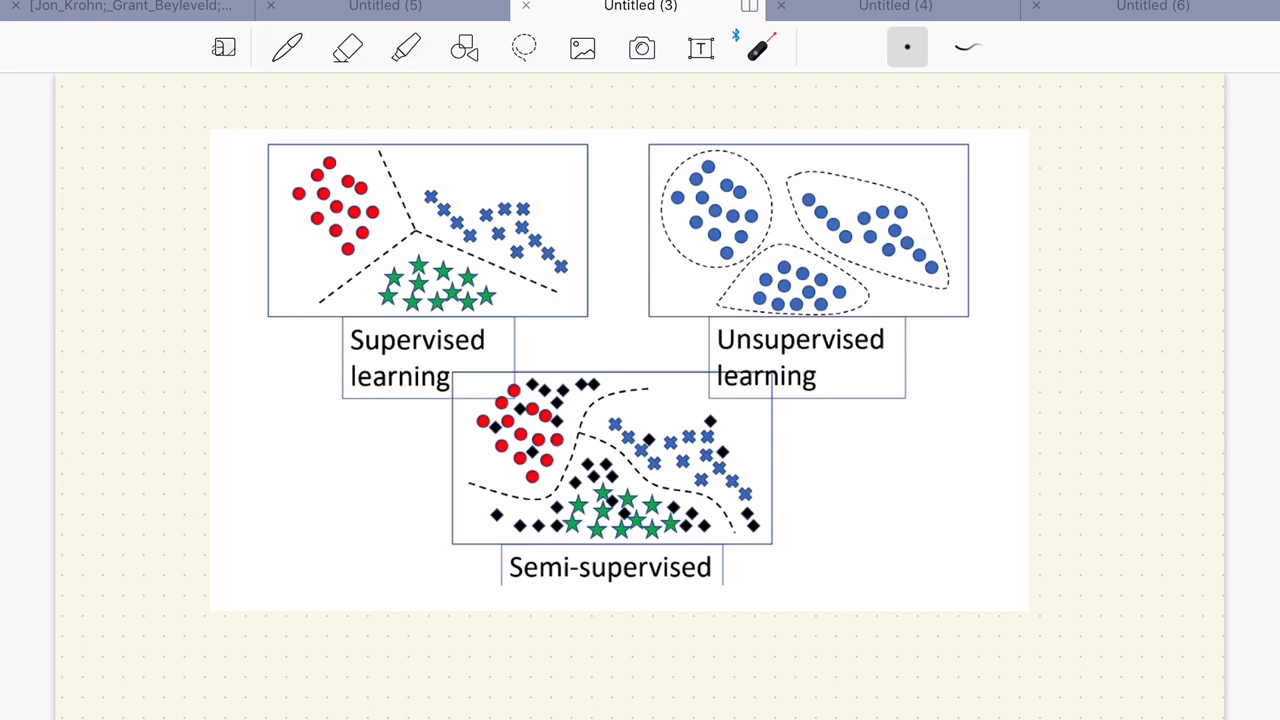 [Jon_Krohn;_Grant_Beyleveld;...
Untitled (5)
Untitled (3)
Untitled (4)
Untitled (6)
T
Supervised
learning
Unsupervised
learning
Semi-supervised